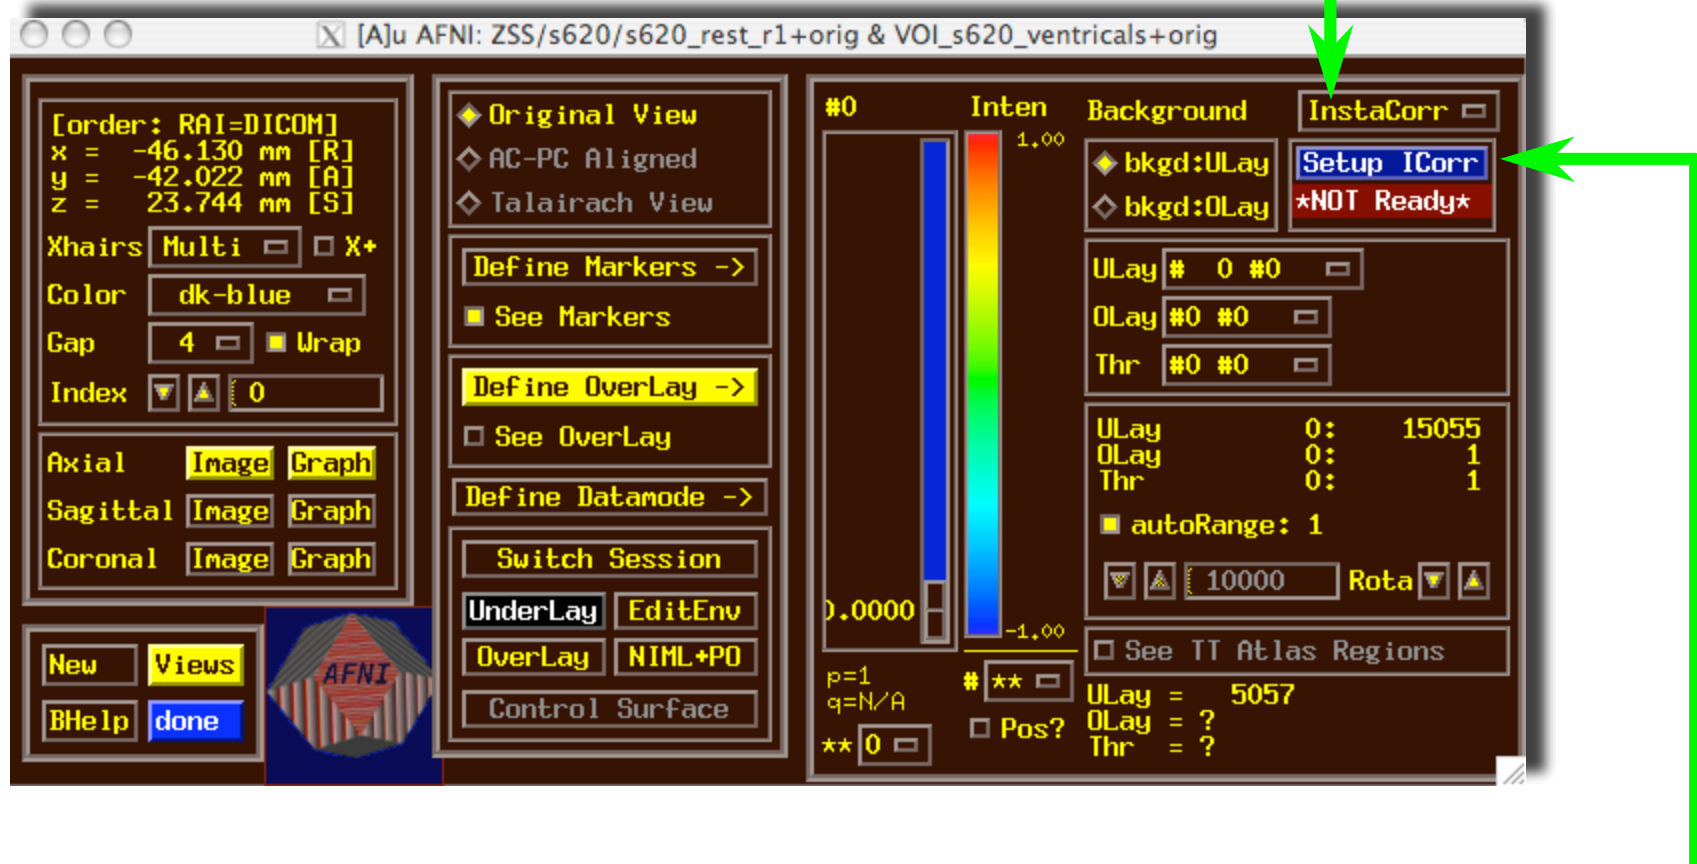 [A]u AFNI: ZSS/s620/s620_rest_r1+orig & VOI_s620_ventricals+orig
[order: RAI=DICOM]
x = -46.130 mm [R]
y = -42.022 mm [A]
z = 23.744 mm [S]
Xhairs Multi X+
Color dk-blue
Gap 4 Wrap
Index 0
Axial Image Graph
Sagittal Image Graph
Coronal Image Graph
New Views
BHelp done
AFNI
Original View
AC-PC Aligned
Talairach View
Define Markers ->
See Markers
Define OverLay ->
See OverLay
Define Datamode ->
Switch Session
UnderLay EditEnv
OverLay NIML+PO
Control Surface
#0 Inten
1.00
0.0000
-1.00
p=1
q=N/A
# **
** 0
Pos?
Background InstaCorr
bkgd:ULay Setup ICorr
bkgd:OLay *NOT Ready*
ULay # 0 #0
OLay #0 #0
Thr #0 #0
ULay 0: 15055
OLay 0: 1
Thr 0: 1
autoRange: 1
10000 Rota
See TT Atlas Regions
ULay = 5057
OLay = ?
Thr = ?